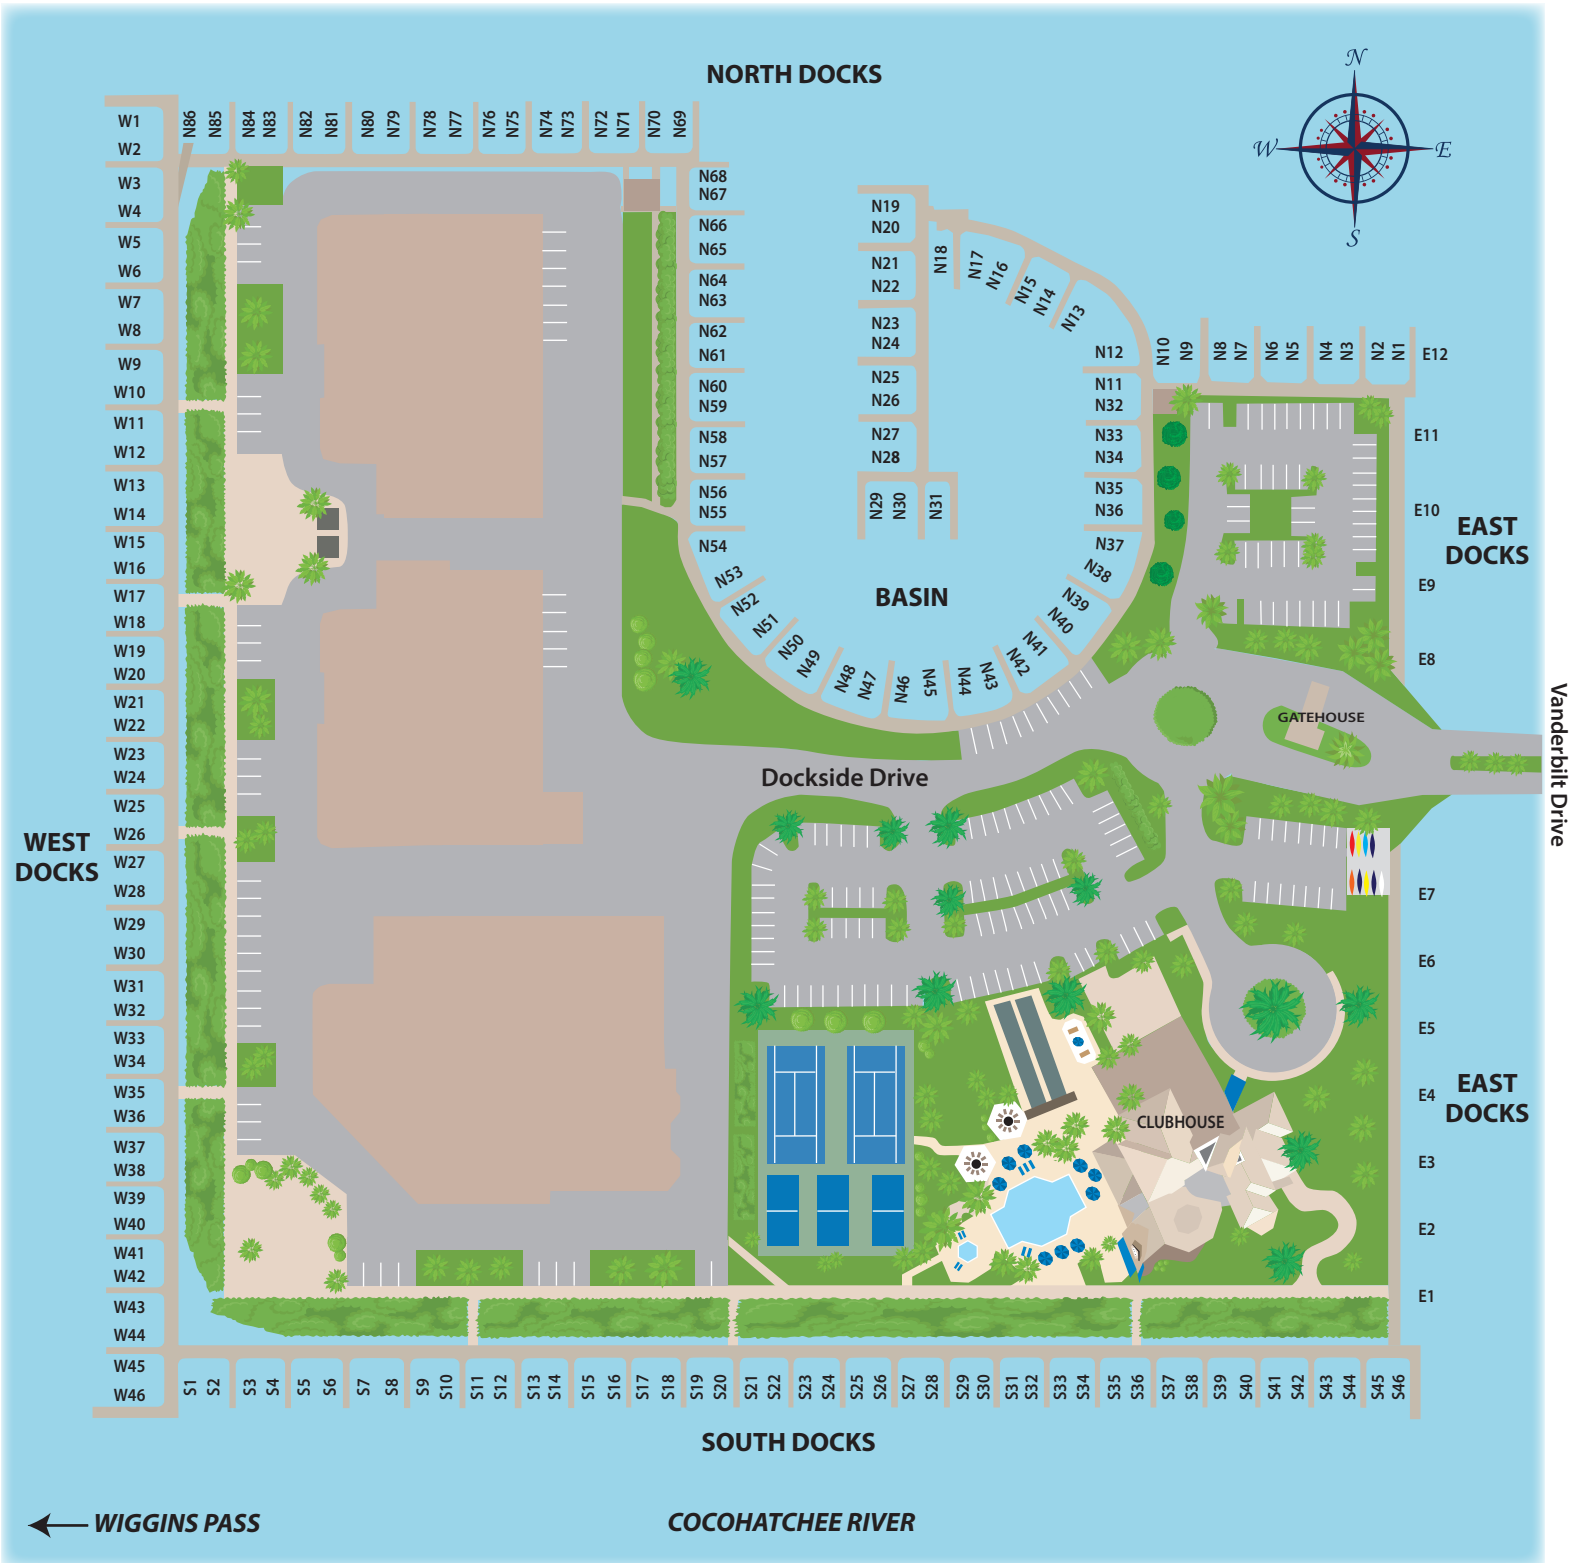 NORTH DOCKS
N
W
E
S
W1
W2
W3
W4
W5
W6
W7
W8
W9
W10
W11
W12
W13
W14
W15
W16
W17
W18
W19
W20
W21
W22
W23
W24
W25
W26
W27
W28
W29
W30
W31
W32
W33
W34
W35
W36
W37
W38
W39
W40
W41
W42
W43
W44
W45
W46
N86
N85
N84
N83
N82
N81
N80
N79
N78
N77
N76
N75
N74
N73
N72
N71
N70
N69
N68
N67
N66
N65
N64
N63
N62
N61
N60
N59
N58
N57
N56
N55
N54
N53
N52
N51
N50
N49
N48
N47
N46
N45
N44
N43
N42
N41
N40
N39
N38
N37
N36
N35
N34
N33
N32
N11
N12
N13
N14
N15
N16
N17
N18
N19
N20
N21
N22
N23
N24
N25
N26
N27
N28
N29
N30
N31
BASIN
N10
N9
N8
N7
N6
N5
N4
N3
N2
N1
E12
E11
E10
EAST
DOCKS
E9
E8
GATEHOUSE
Vanderbilt Drive
Dockside Drive
WEST
DOCKS
E7
E6
E5
E4
EAST
DOCKS
CLUBHOUSE
E3
E2
E1
S1
S2
S3
S4
S5
S6
S7
S8
S9
S10
S11
S12
S13
S14
S15
S16
S17
S18
S19
S20
S21
S22
S23
S24
S25
S26
S27
S28
S29
S30
S31
S32
S33
S34
S35
S36
S37
S38
S39
S40
S41
S42
S43
S44
S45
S46
SOUTH DOCKS
WIGGINS PASS
COCOHATCHEE RIVER